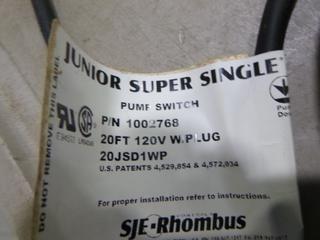 JUNIOR SUPER SINGLE®
PUMP SWITCH
P/N 1002768
20FT 120V W/PLUG
20JSD1WP
U.S. PATENTS 4,529,854 & 4,572,934
DO NOT REMOVE THIS LABEL
For proper installation refer to instructions.
SJE-Rhombus